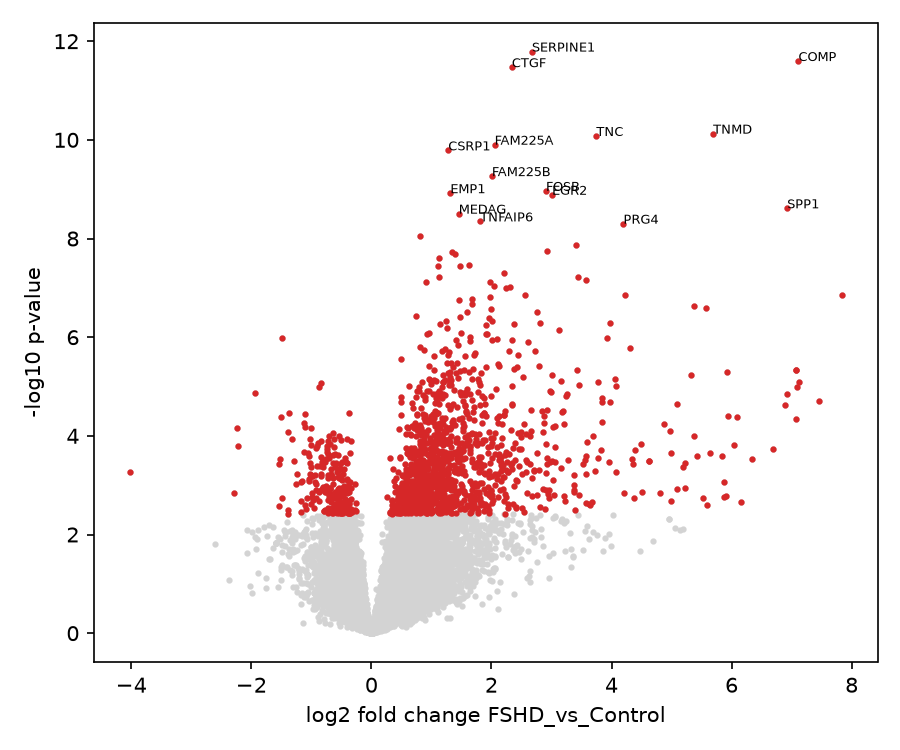 12
10
8
6
4
2
0
-log10 p-value
SERPINE1
COMP
CTGF
TNMD
TNC
FAM225A
CSRP1
FAM225B
FOSB
EGR2
EMP1
SPP1
MEDAG
TNFAIP6
PRG4
−4 −2 0 2 4 6 8
log2 fold change FSHD_vs_Control